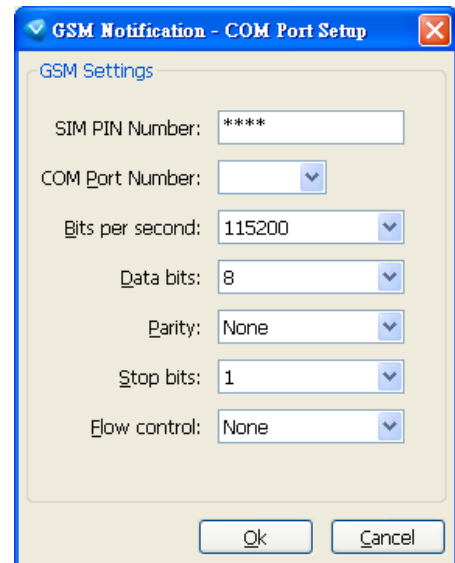 GSM Notification - COM Port Setup
GSM Settings
SIM PIN Number: ****
COM Port Number:
Bits per second: 115200
Data bits: 8
Parity: None
Stop bits: 1
Flow control: None
Ok Cancel